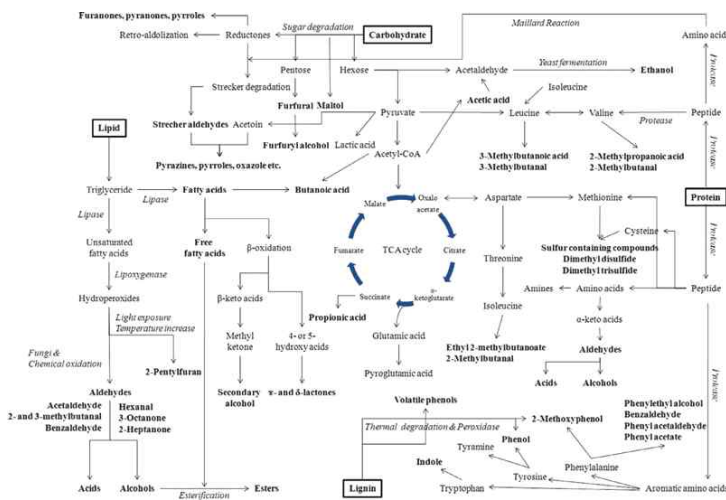 Furanones, pyranones, pyrroles
Maillard Reaction
Sugar degradation
Carbohydrate
Retro-aldolization
Reductones
Amino acid
Pentose
Hexose
Acetaldehyde
Yeast fermentation
Ethanol
Protease
Strecker degradation
Isoleucine
Furfural
Maltol
Acetic acid
Lipid
Strecher aldehydes
Acetoin
Pyruvate
Leucine
Valine
Protease
Peptide
Furfuryl alcohol
Lactic acid
Pyrazines, pyrroles, oxazole etc.
Acetyl-CoA
3-Methylbutanoic acid
3-Methylbutanal
2-Methylpropanoic acid
2-Methylbutanal
Protease
Triglyceride
Lipase
Fatty acids
Butanoic acid
Malate
Oxalo
acetate
Aspartate
Methionine
Protein
Lipase
Cysteine
Unsaturated
fatty acids
Free
fatty acids
β-oxidation
Fumarate
TCA cycle
Citrate
Sulfur containing compounds
Dimethyl disulfide
Dimethyl trisulfide
Protease
Threonine
Lipoxygenase
Hydroperoxides
β-keto acids
Succinate
α-
ketoglutarate
Amines
Amino acids
Peptide
Isoleucine
Light exposure
Temperature increase
Propionic acid
Methyl
ketone
4- or 5-
hydroxy acids
Glutamic acid
α-keto acids
Ethyl 2-methylbutanoate
2-Methylbutanal
Aldehydes
Fungi &
Chemical oxidation
2-Pentylfuran
Pyroglutamic acid
Secondary
alcohol
γ- and δ-lactones
Acids
Alcohols
Protease
Aldehydes
Acetaldehyde
2- and 3-methylbutanal
Benzaldehyde
Hexanal
3-Octanone
2-Heptanone
Volatile phenols
Thermal degradation & Peroxidase
2-Methoxyphenol
Phenylethyl alcohol
Benzaldehyde
Phenyl acetaldehyde
Phenyl acetate
Phenol
Tyramine
Indole
Phenylalanine
Tyrosine
Acids
Alcohols
Esterification
Esters
Lignin
Tryptophan
Aromatic amino acids